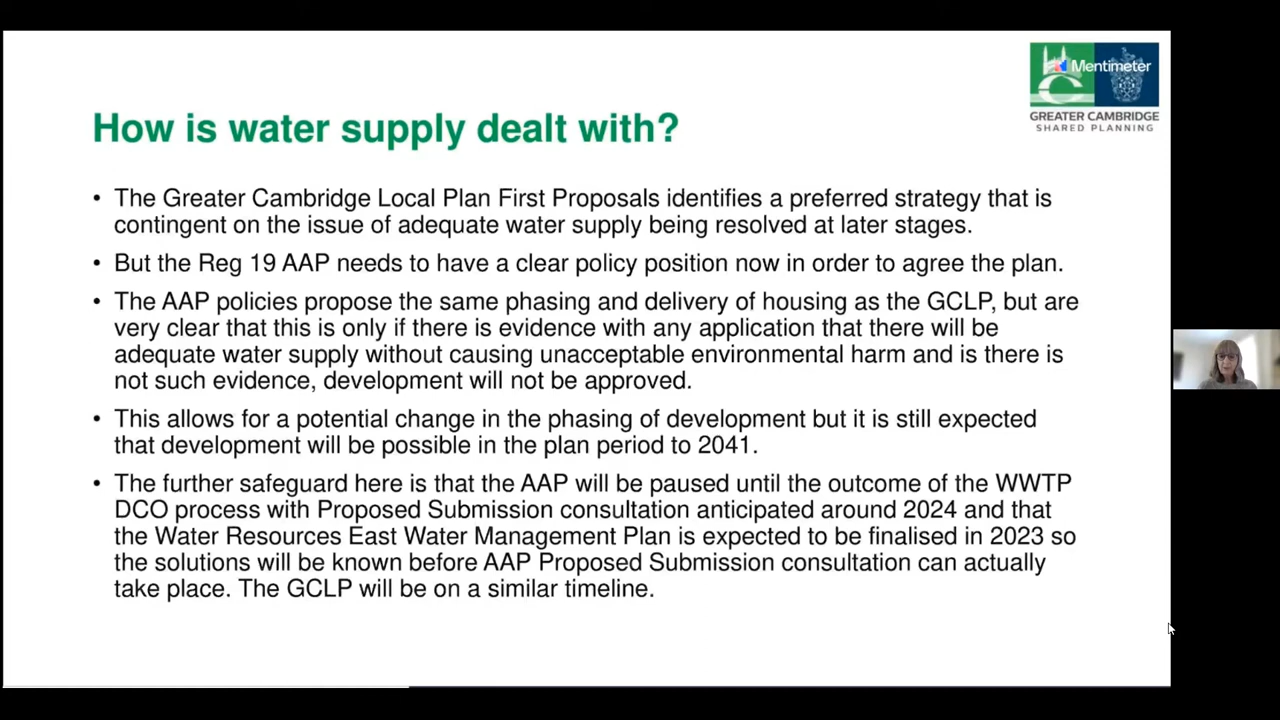 Mentimeter
GREATER CAMBRIDGE
SHARED PLANNING
How is water supply dealt with?
• The Greater Cambridge Local Plan First Proposals identifies a preferred strategy that is
contingent on the issue of adequate water supply being resolved at later stages.
• But the Reg 19 AAP needs to have a clear policy position now in order to agree the plan.
• The AAP policies propose the same phasing and delivery of housing as the GCLP, but are
very clear that this is only if there is evidence with any application that there will be
adequate water supply without causing unacceptable environmental harm and is there is
not such evidence, development will not be approved.
• This allows for a potential change in the phasing of development but it is still expected
that development will be possible in the plan period to 2041.
• The further safeguard here is that the AAP will be paused until the outcome of the WWTP
DCO process with Proposed Submission consultation anticipated around 2024 and that
the Water Resources East Water Management Plan is expected to be finalised in 2023 so
the solutions will be known before AAP Proposed Submission consultation can actually
take place. The GCLP will be on a similar timeline.